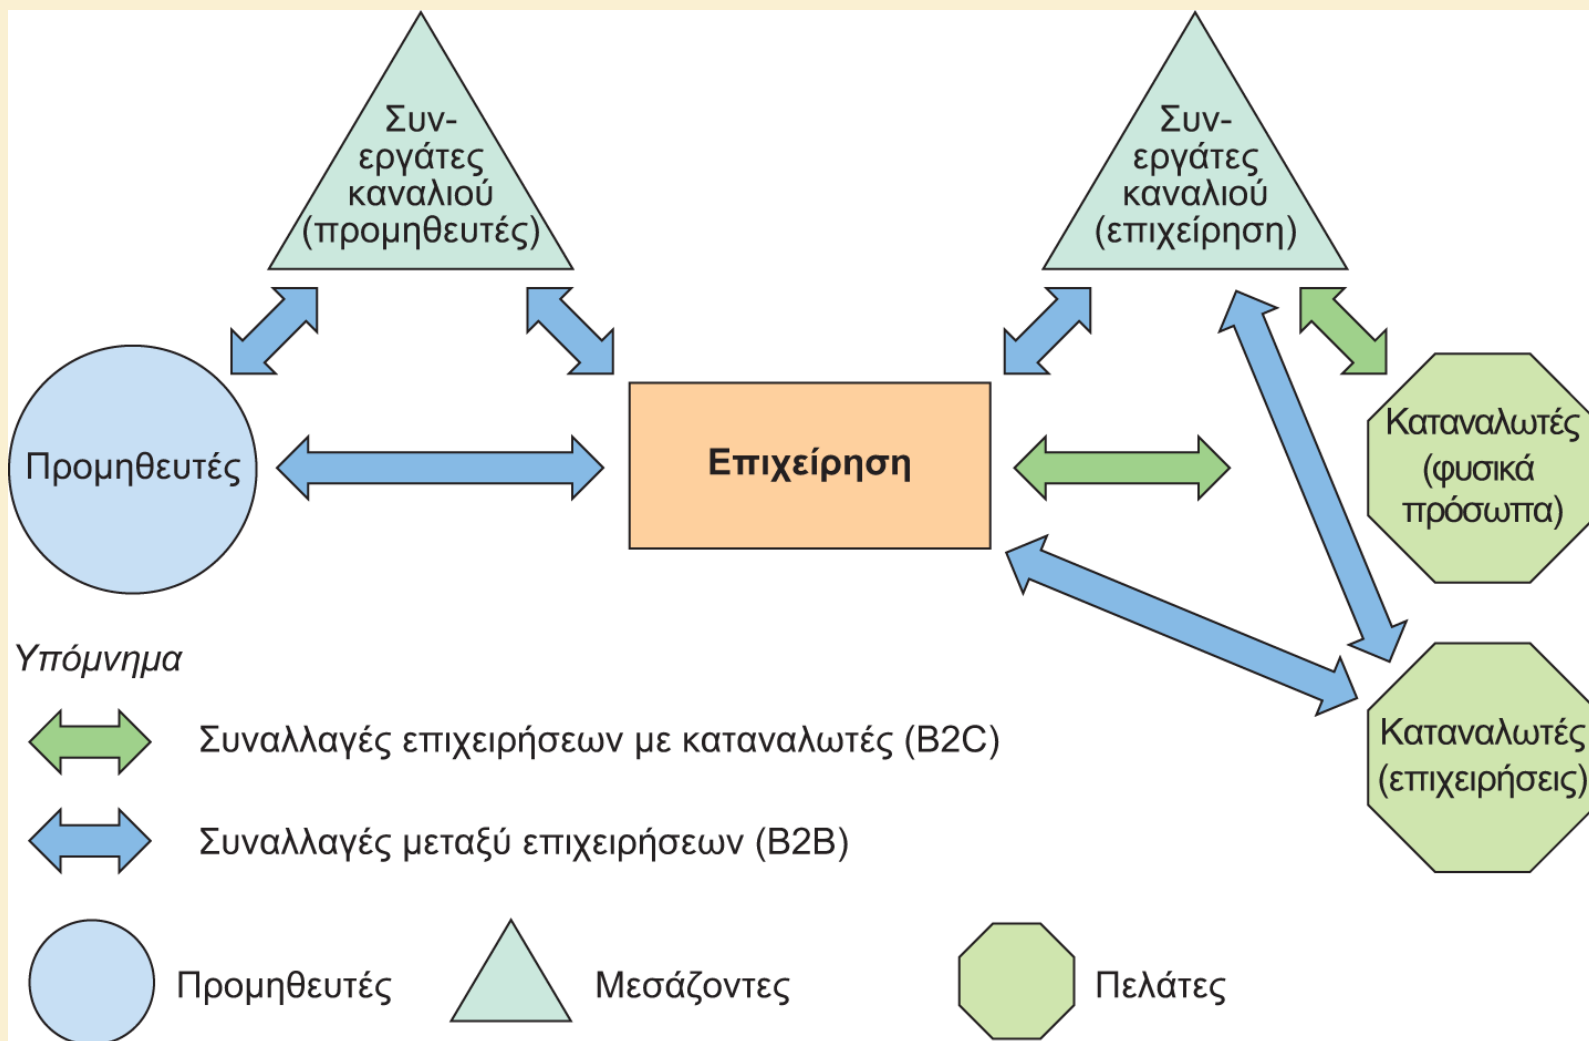 Συν-
εργάτες
καναλιού
(προμηθευτές)
Συν-
εργάτες
καναλιού
(επιχείρηση)
Προμηθευτές
Επιχείρηση
Καταναλωτές
(φυσικά
πρόσωπα)
Υπόμνημα
Συναλλαγές επιχειρήσεων με καταναλωτές (B2C)
Συναλλαγές μεταξύ επιχειρήσεων (B2B)
Καταναλωτές
(επιχειρήσεις)
Προμηθευτές
Μεσάζοντες
Πελάτες